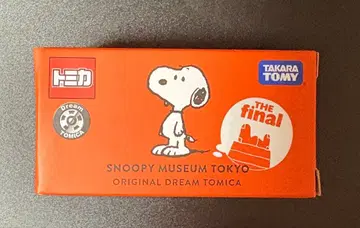 トミカ
TAKARA
TOMY
Dream
TOMICA
THE
final
SNOOPY MUSEUM TOKYO
ORIGINAL DREAM TOMICA